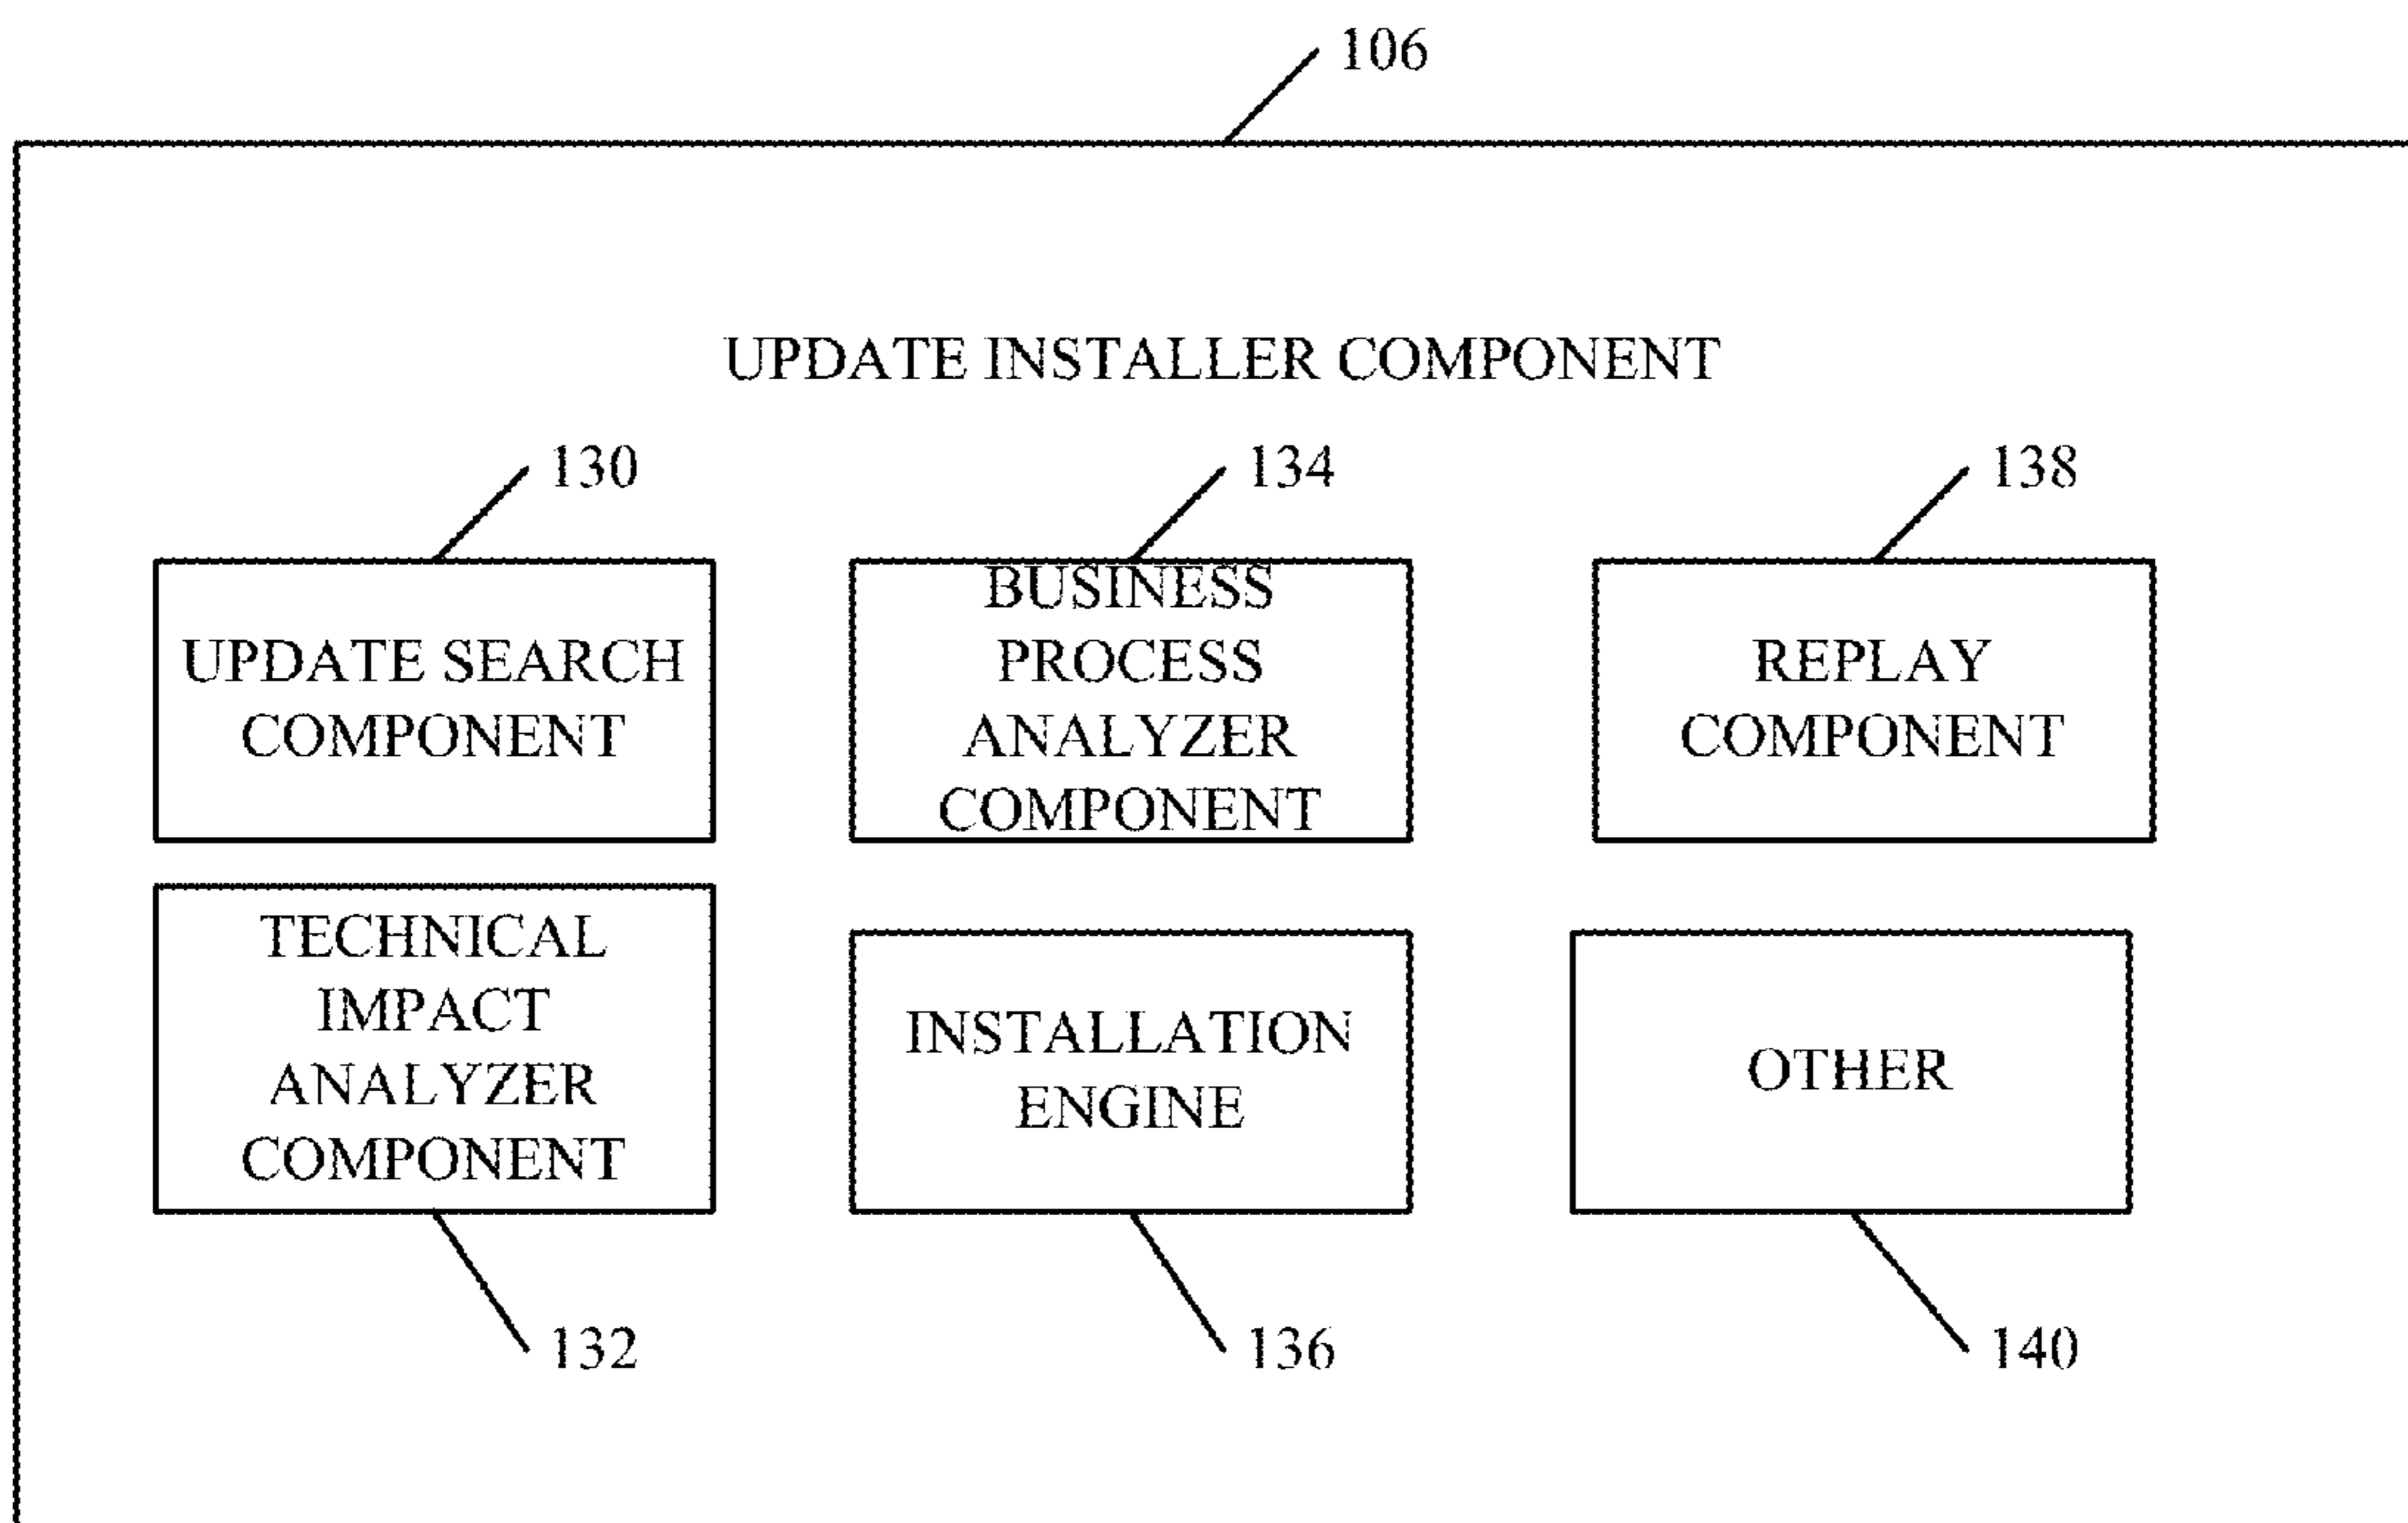 106
UPDATE INSTALLER COMPONENT
130
134
138
UPDATE SEARCH
COMPONENT
BUSINESS
PROCESS
ANALYZER
COMPONENT
REPLAY
COMPONENT
TECHNICAL
IMPACT
ANALYZER
COMPONENT
INSTALLATION
ENGINE
OTHER
132
136
140